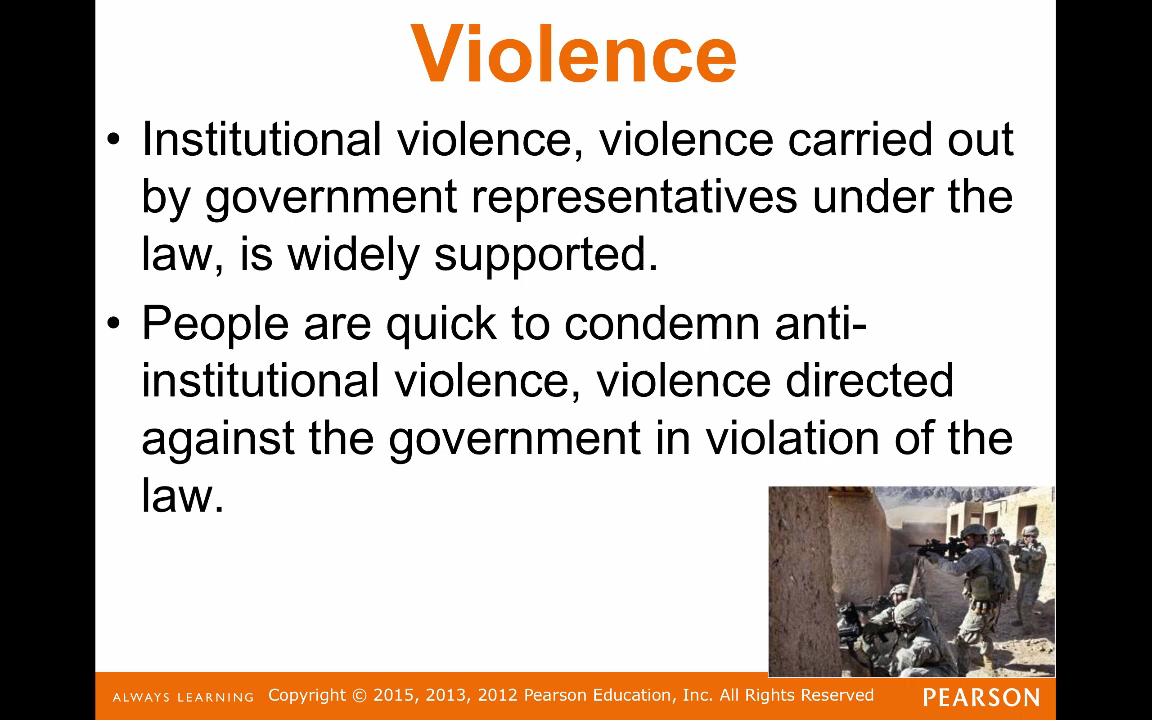 Violence
• Institutional violence, violence carried out
by government representatives under the
law, is widely supported.
• People are quick to condemn anti-
institutional violence, violence directed
against the government in violation of the
law.
ALWAYS LEARNING Copyright © 2015, 2013, 2012 Pearson Education, Inc. All Rights Reserved PEARSON